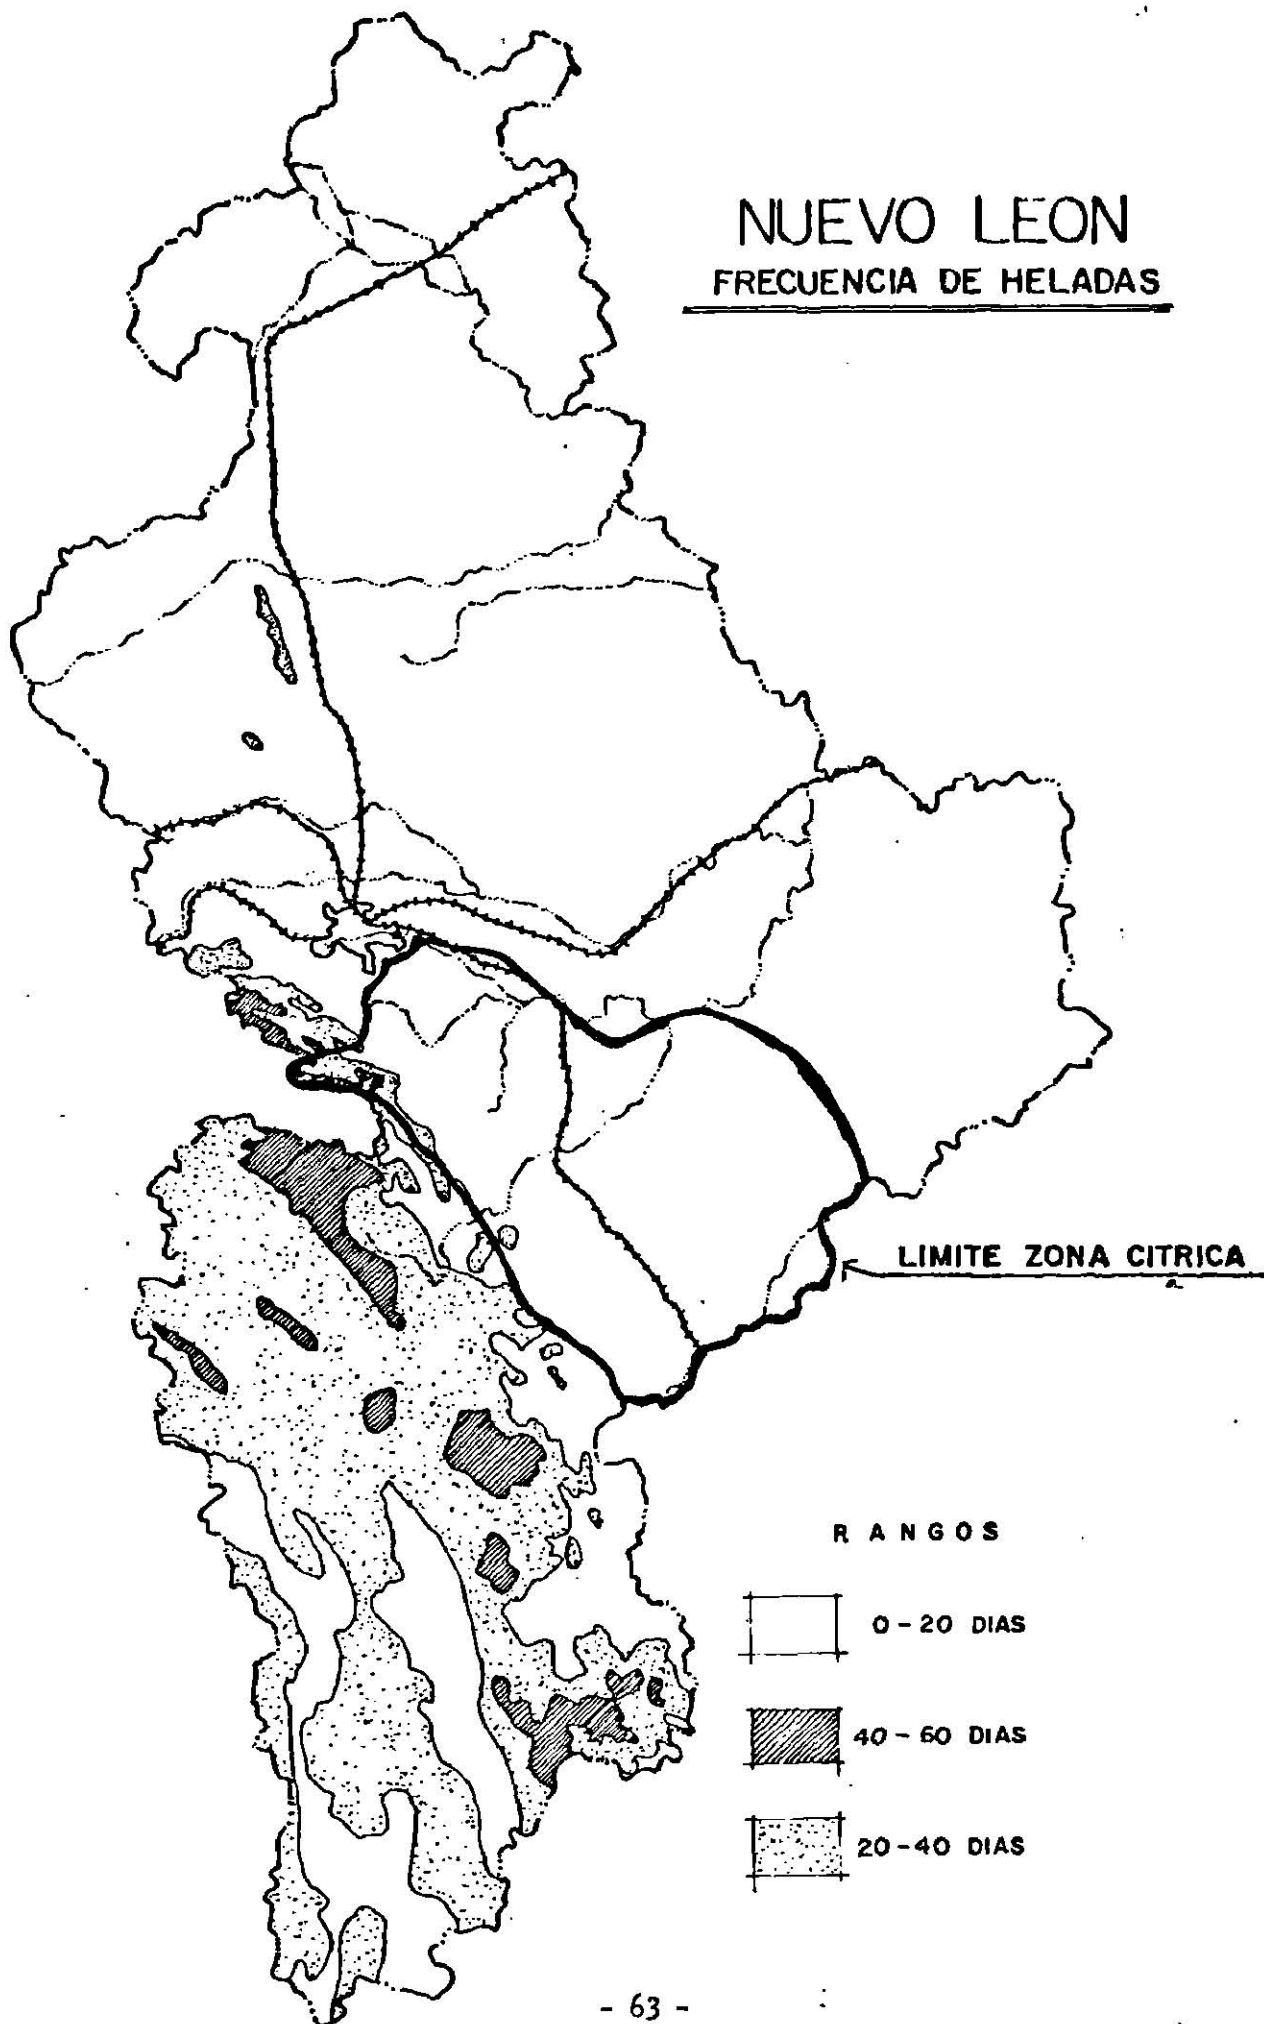 NUEVO LEON
FRECUENCIA DE HELADAS
LIMITE ZONA CITRICA
RANGOS
0-20 DIAS
40-60 DIAS
20-40 DIAS
- 63 -